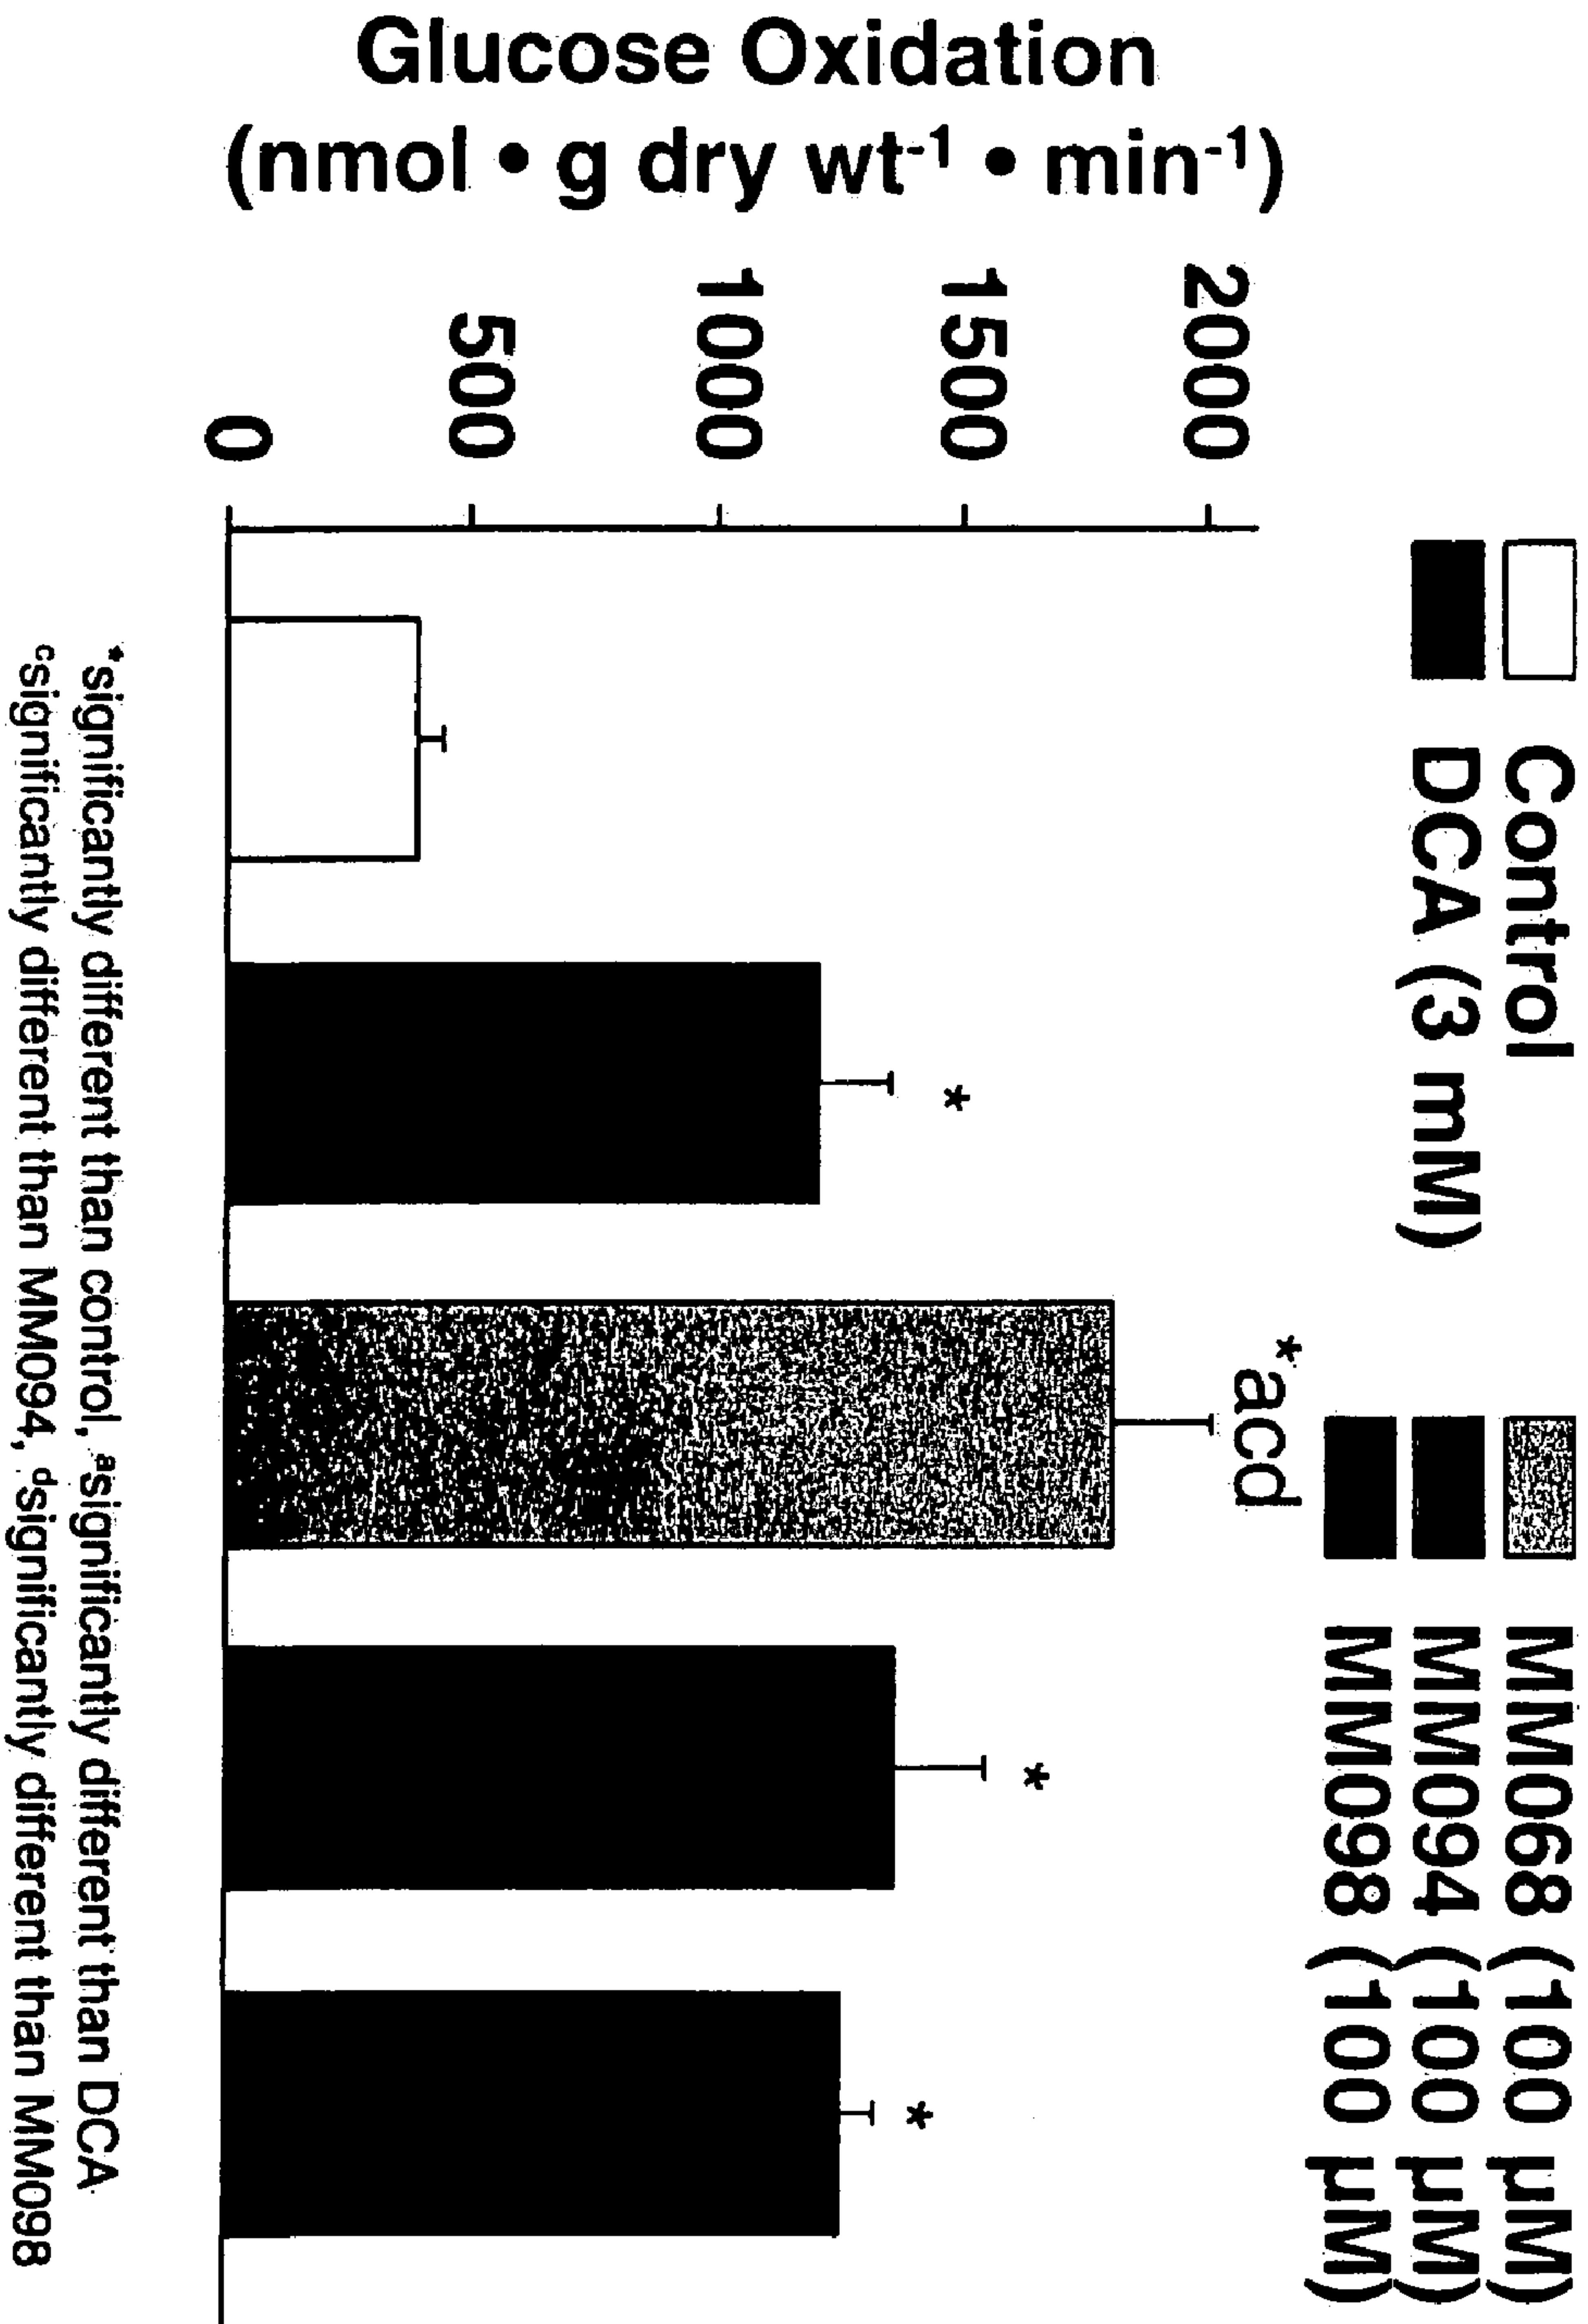 Control
DCA (3 mM)
MM068 (100 µM)
MM094 (100 µM)
MM098 (100 µM)
Glucose Oxidation
(nmol • g dry wt⁻¹ • min⁻¹)
2000
1500
1000
500
0
*
*acd
*
*
*significantly different than control, ᵃsignificantly different than DCA
ᶜsignificantly different than MM094, ᵈsignificantly different than MM098